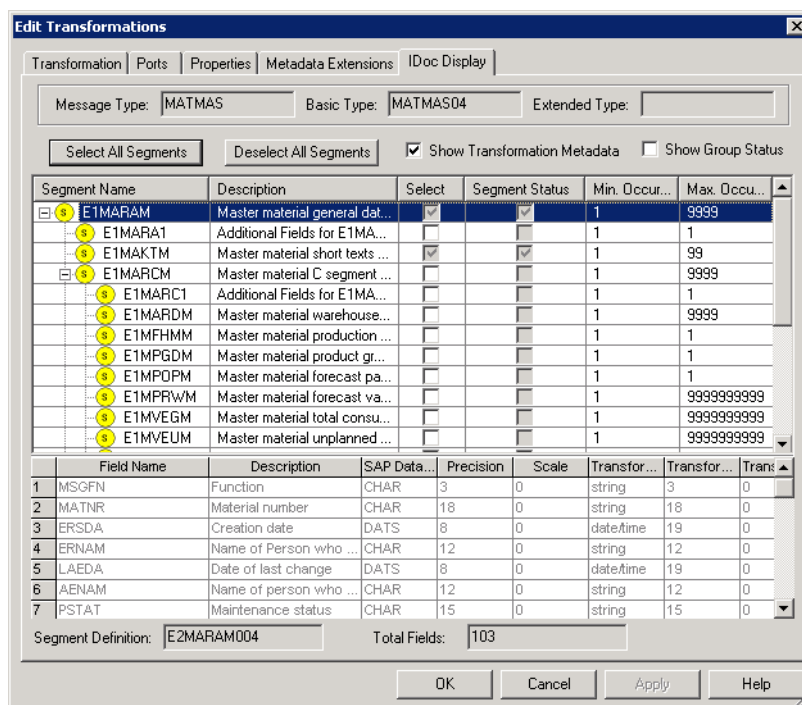 Edit Transformations
Transformation Ports Properties Metadata Extensions IDoc Display
Message Type: MATMAS Basic Type: MATMAS04 Extended Type:
Select All Segments Deselect All Segments Show Transformation Metadata Show Group Status
Segment Name Description Select Segment Status Min. Occur... Max. Occu...
S E1MARAM Master material general dat... 1 9999
S E1MARA1 Additional Fields for E1MA... 1 1
S E1MAKTM Master material short texts ... 1 99
S E1MARCM Master material C segment ... 1 9999
S E1MARC1 Additional Fields for E1MA... 1 1
S E1MARDM Master material warehouse... 1 9999
S E1MFHMM Master material production ... 1 1
S E1MPGDM Master material product gr... 1 1
S E1MPOPM Master material forecast pa... 1 1
S E1MPRWM Master material forecast va... 1 9999999999
S E1MVEGM Master material total consu... 1 9999999999
S E1MVEUM Master material unplanned ... 1 9999999999
Field Name Description SAP Data... Precision Scale Transfor... Transfor... Trans
1 MSGFN Function CHAR 3 0 string 3 0
2 MATNR Material number CHAR 18 0 string 18 0
3 ERSDA Creation date DATS 8 0 date/time 19 0
4 ERNAM Name of Person who ... CHAR 12 0 string 12 0
5 LAEDA Date of last change DATS 8 0 date/time 19 0
6 AENAM Name of person who ... CHAR 12 0 string 12 0
7 PSTAT Maintenance status CHAR 15 0 string 15 0
Segment Definition: E2MARAM004 Total Fields: 103
OK Cancel Apply Help